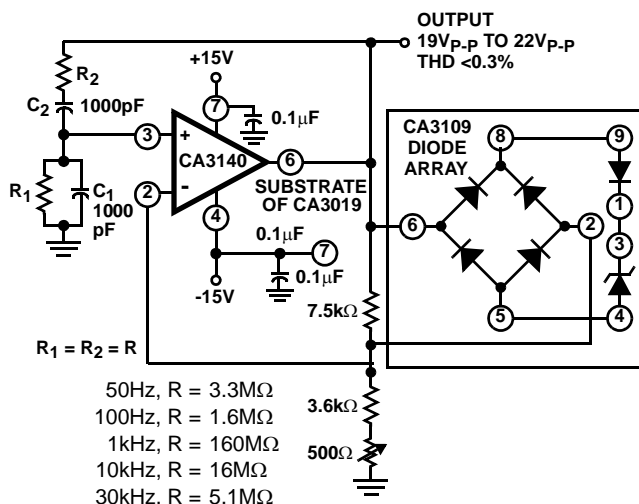 OUTPUT
19VP-P TO 22VP-P
THD <0.3%
+15V
R2
C2
1000pF
7
0.1μF
3
+
CA3140
6
2
-
SUBSTRATE
OF CA3019
R1
C1
1000
pF
4
0.1μF
7
0.1μF
-15V
CA3109
DIODE
ARRAY
8
9
6
2
1
3
5
4
7.5kΩ
R1 = R2 = R
50Hz, R = 3.3MΩ
100Hz, R = 1.6MΩ
1kHz, R = 160MΩ
10kHz, R = 16MΩ
30kHz, R = 5.1MΩ
3.6kΩ
500Ω